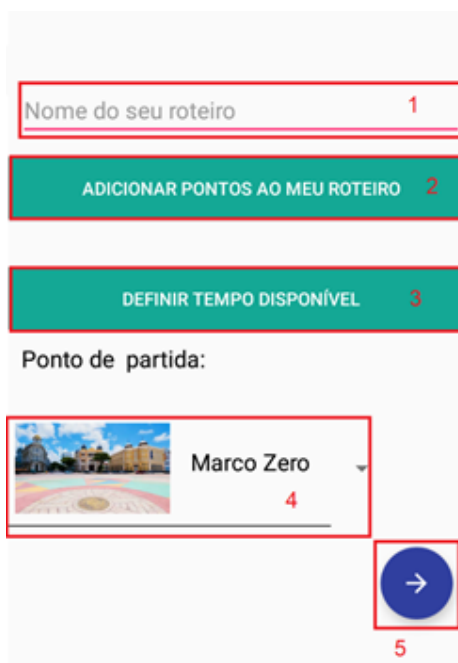 Nome do seu roteiro 1
ADICIONAR PONTOS AO MEU ROTEIRO 2
DEFINIR TEMPO DISPONÍVEL 3
Ponto de partida:
Marco Zero
4
5